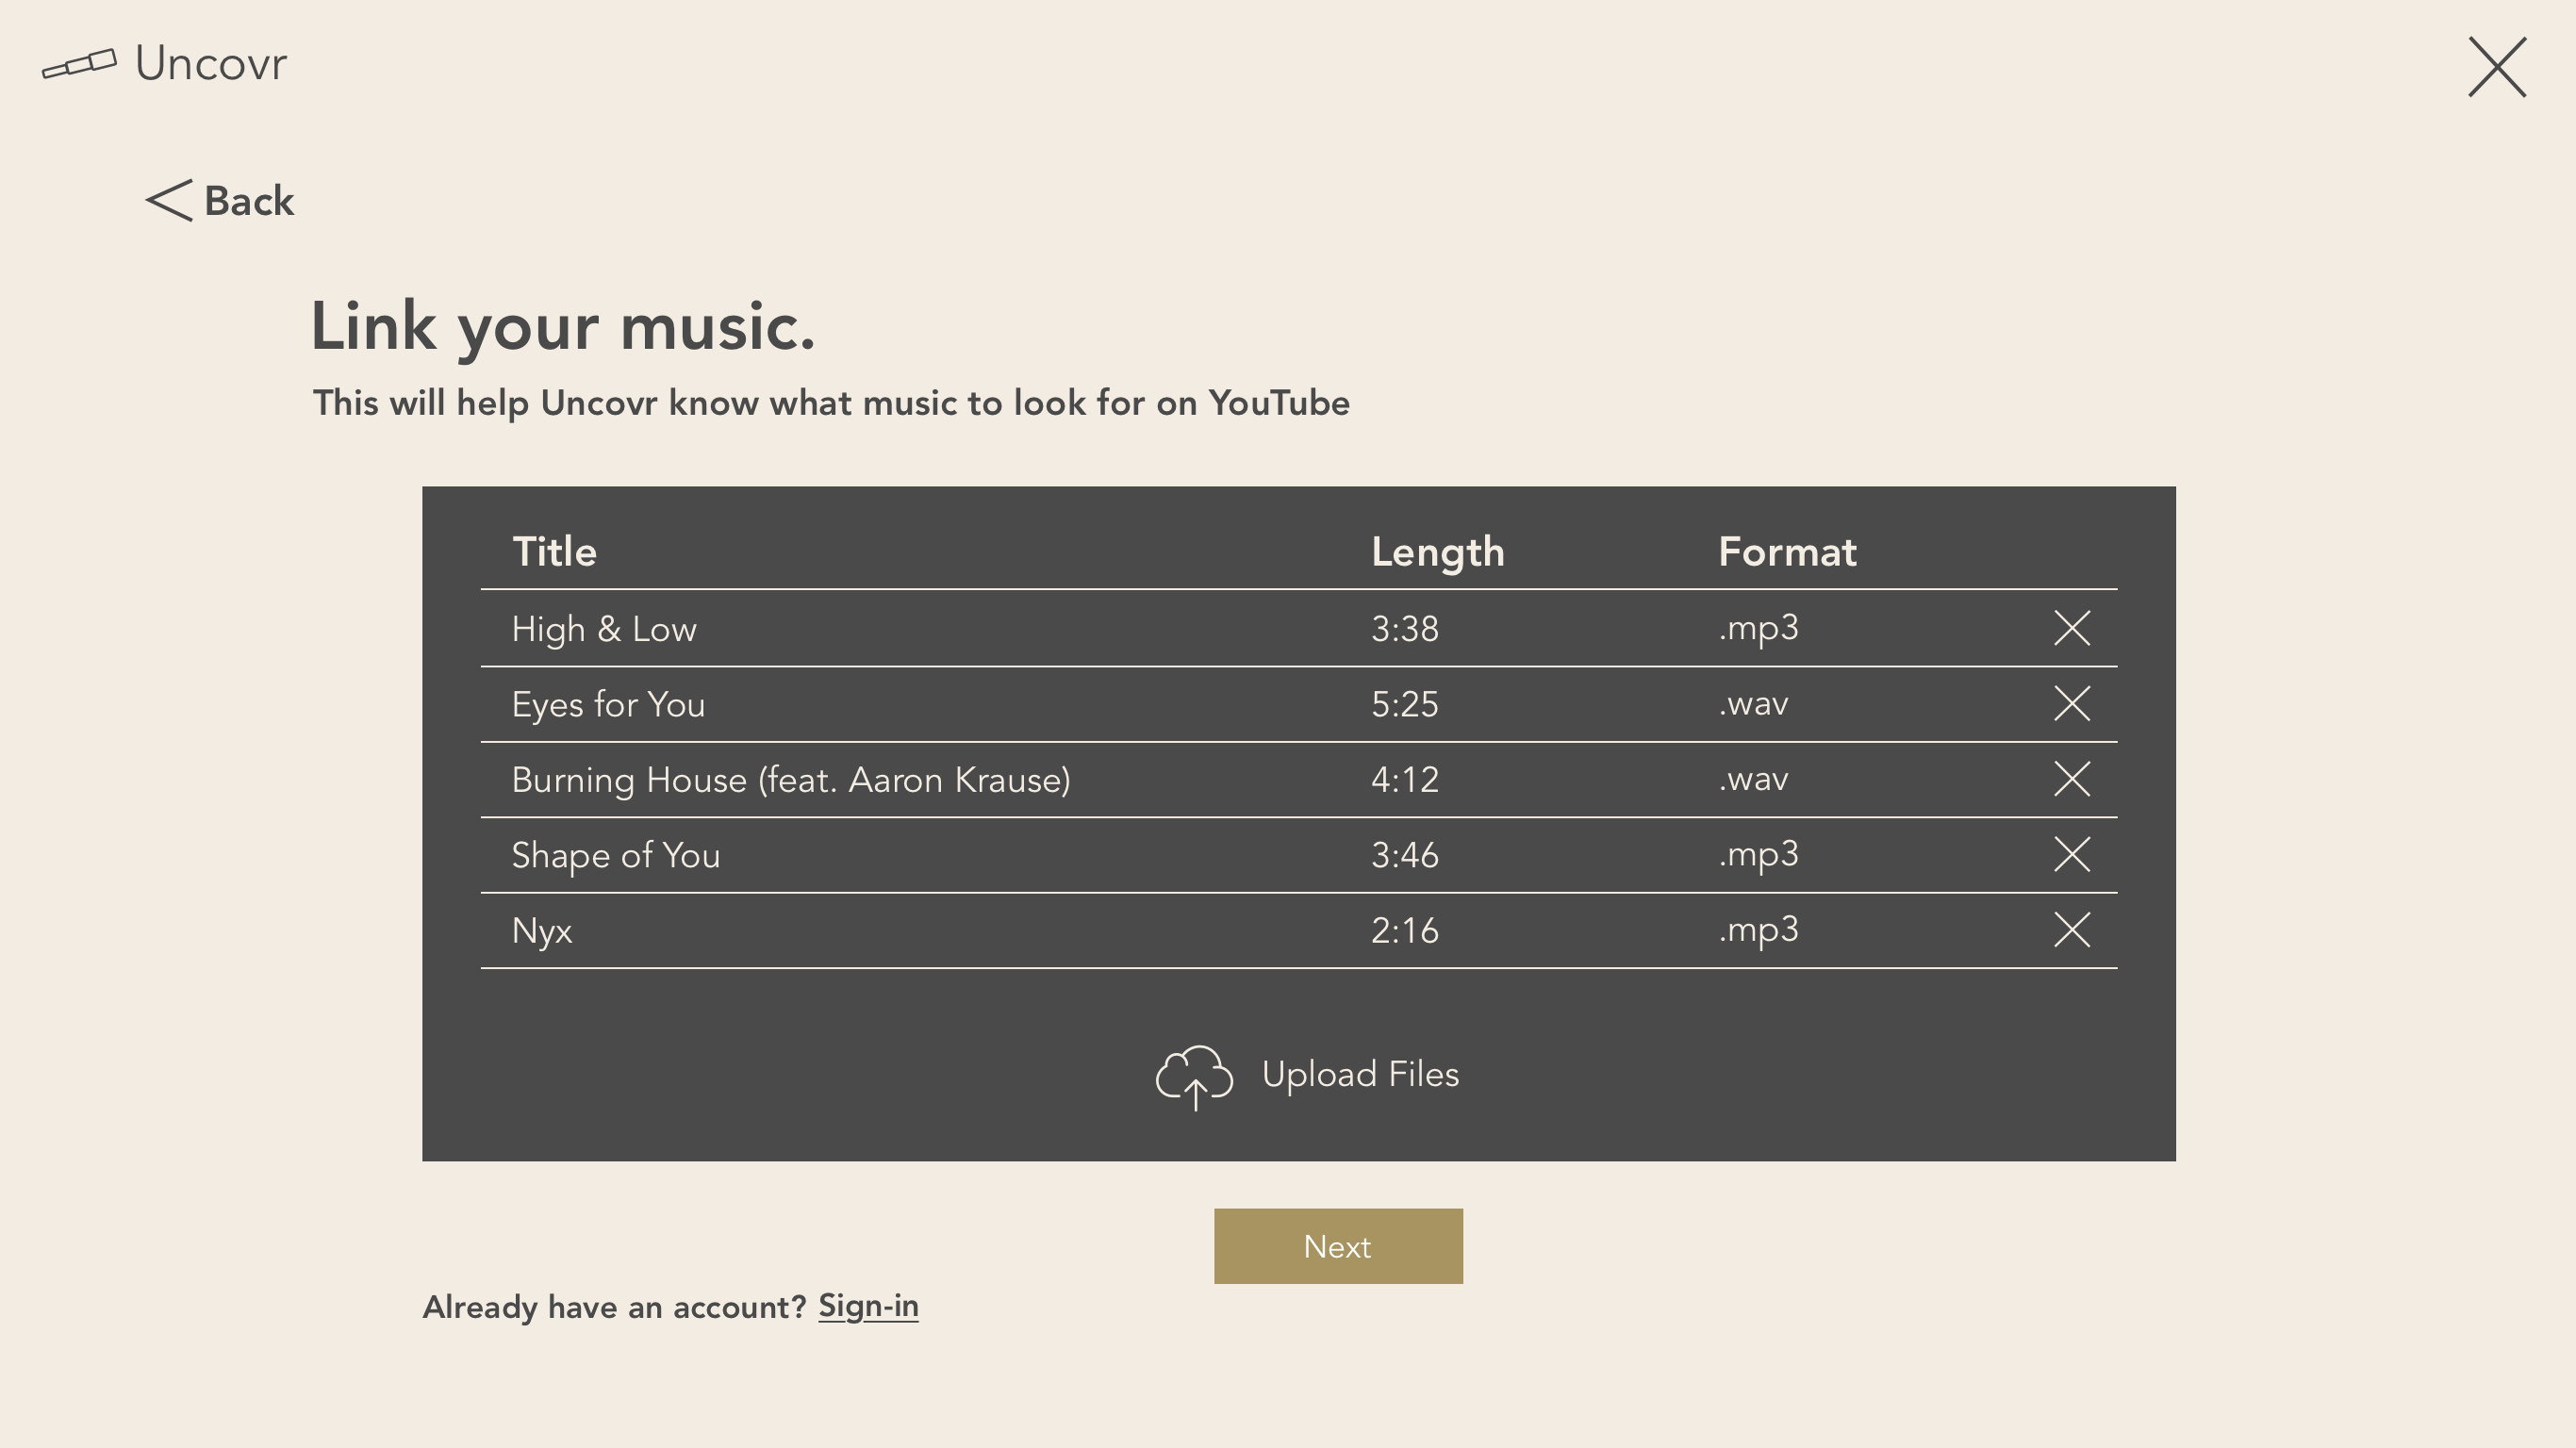 Uncovr
Back
Link your music.
This will help Uncovr know what music to look for on YouTube
Title Length Format
High & Low 3:38 .mp3
Eyes for You 5:25 .wav
Burning House (feat. Aaron Krause) 4:12 .wav
Shape of You 3:46 .mp3
Nyx 2:16 .mp3
Upload Files
Next
Already have an account? Sign-in